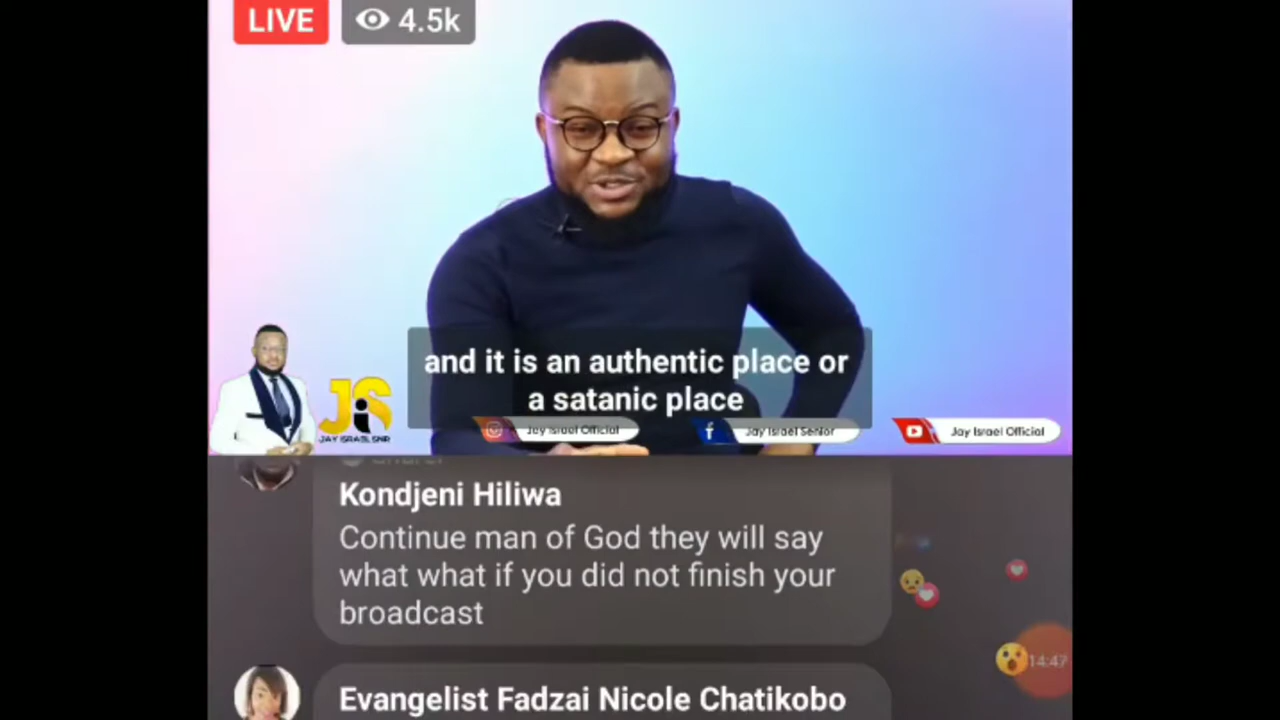 LIVE
4.5k
and it is an authentic place or
a satanic place
JiS
JAY ISRAEL SNR
Jay Israel Official
Jay Israel Senior
Jay Israel Official
Kondjeni Hiliwa
Continue man of God they will say
what what if you did not finish your
broadcast
14:47
Evangelist Fadzai Nicole Chatikobo